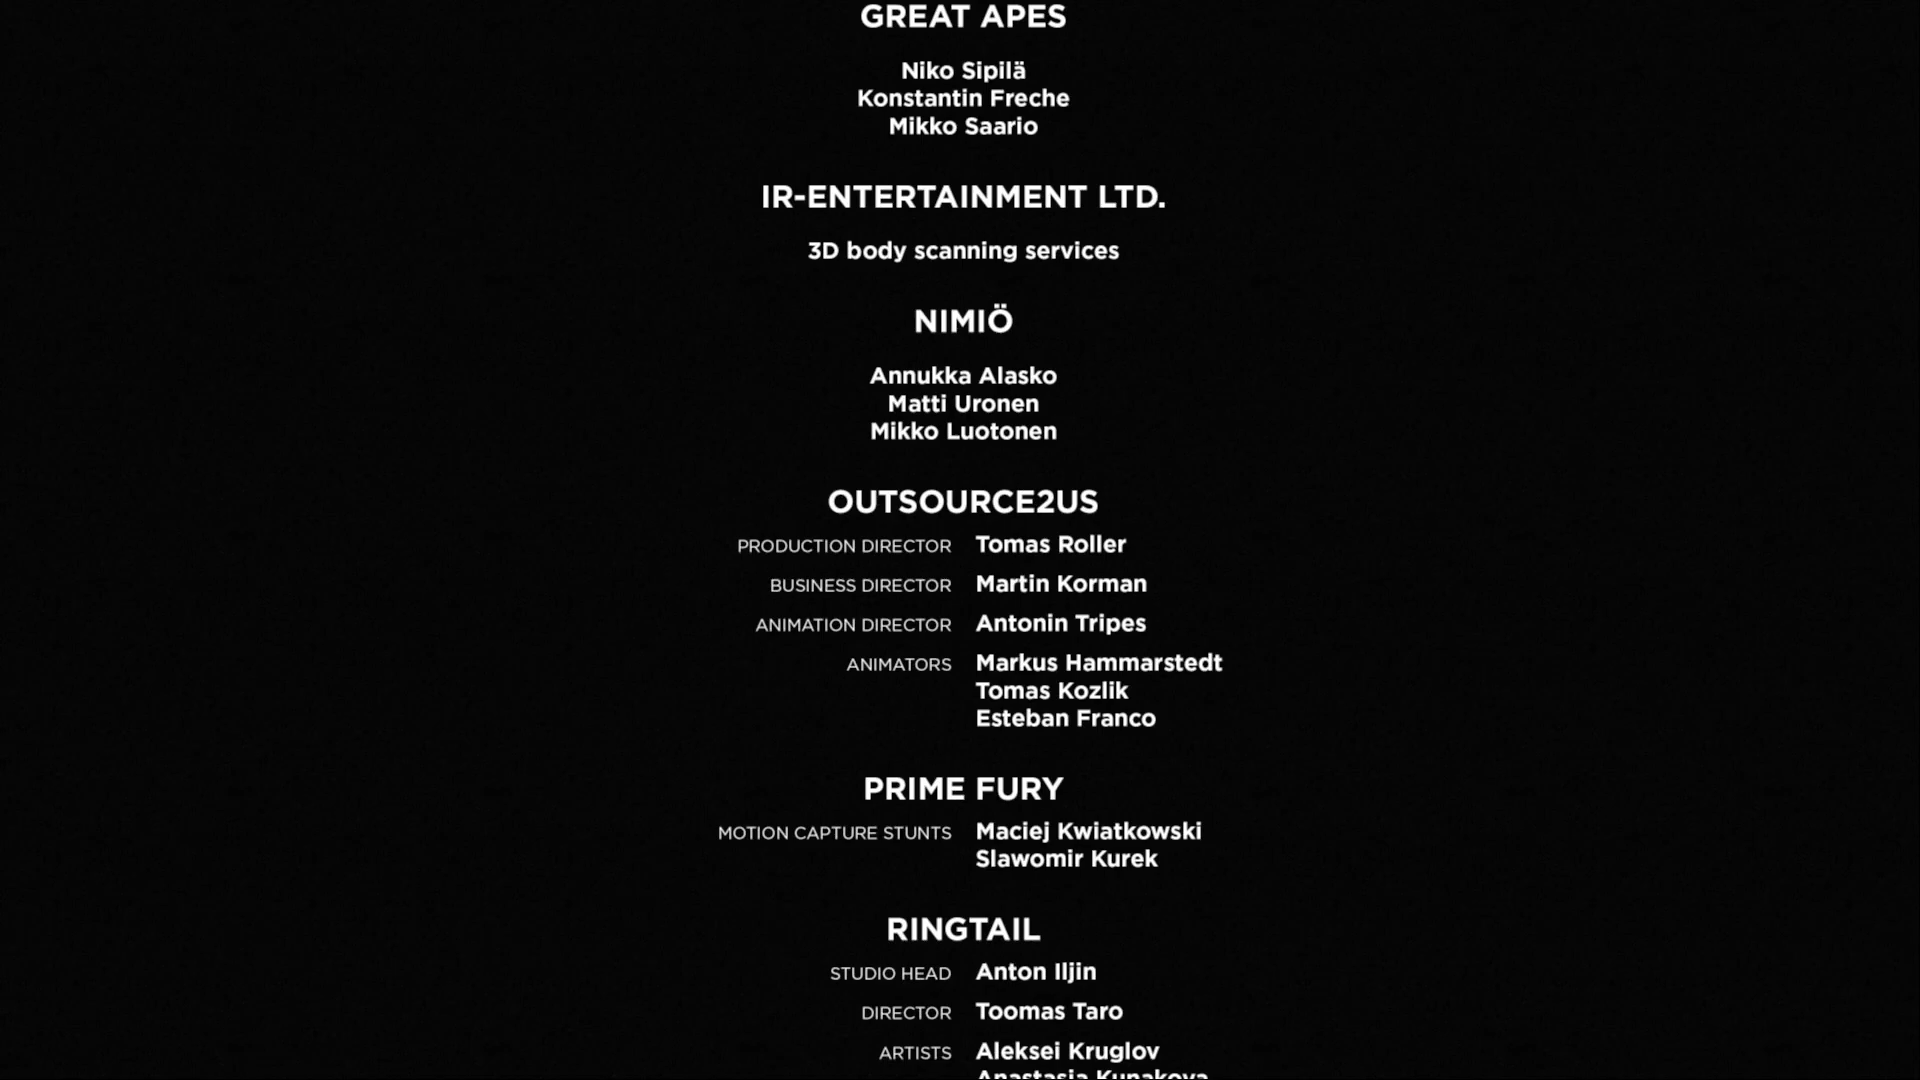 GREAT APES
Niko Sipilä
Konstantin Freche
Mikko Saario
IR-ENTERTAINMENT LTD.
3D body scanning services
NIMIÖ
Annukka Alasko
Matti Uronen
Mikko Luotonen
OUTSOURCE2US
PRODUCTION DIRECTOR Tomas Roller
BUSINESS DIRECTOR Martin Korman
ANIMATION DIRECTOR Antonin Tripes
ANIMATORS Markus Hammarstedt
Tomas Kozlik
Esteban Franco
PRIME FURY
MOTION CAPTURE STUNTS Maciej Kwiatkowski
Slawomir Kurek
RINGTAIL
STUDIO HEAD Anton Iljin
DIRECTOR Toomas Taro
ARTISTS Aleksei Kruglov
Anastasia Kunakova